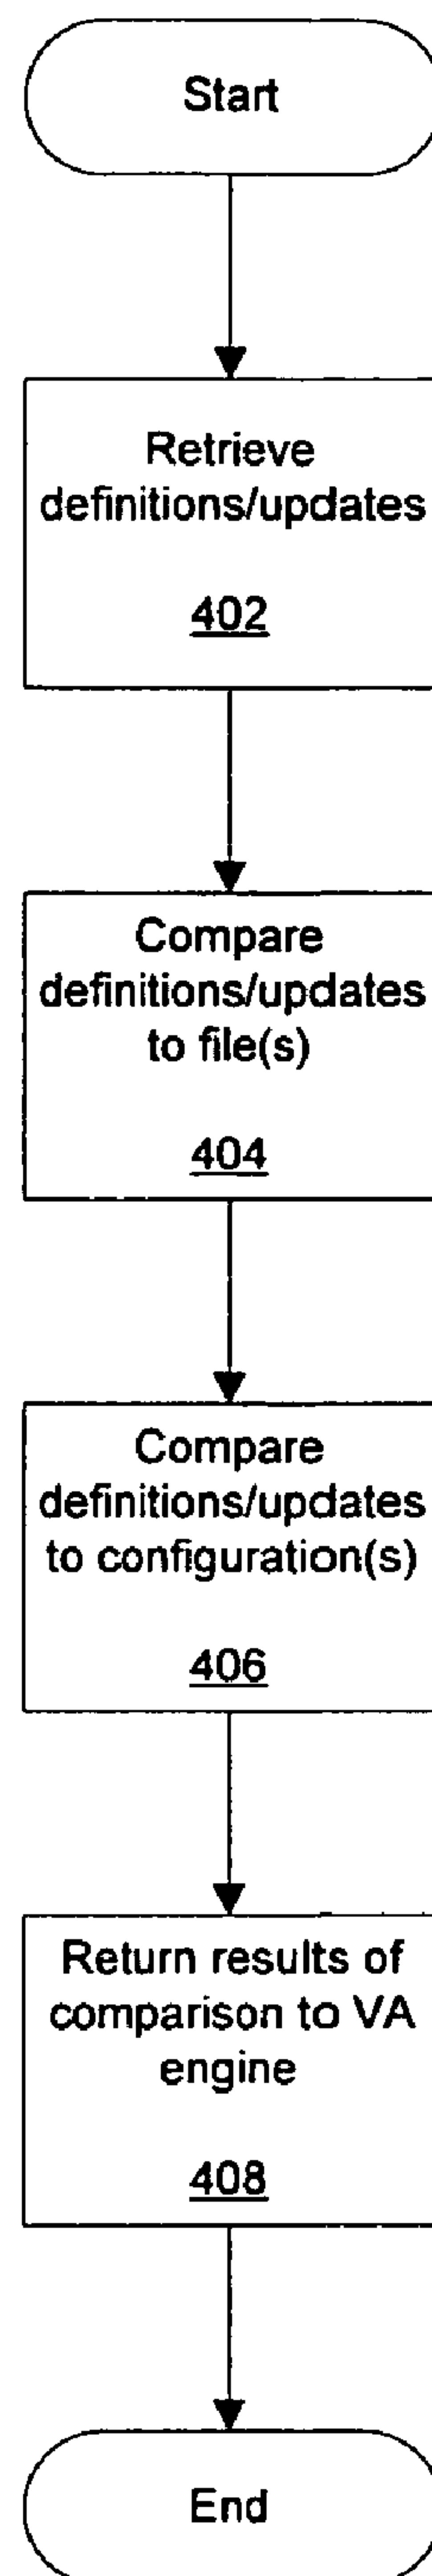 Start
Retrieve
definitions/updates
402
Compare
definitions/updates
to file(s)
404
Compare
definitions/updates
to configuration(s)
406
Return results of
comparison to VA
engine
408
End